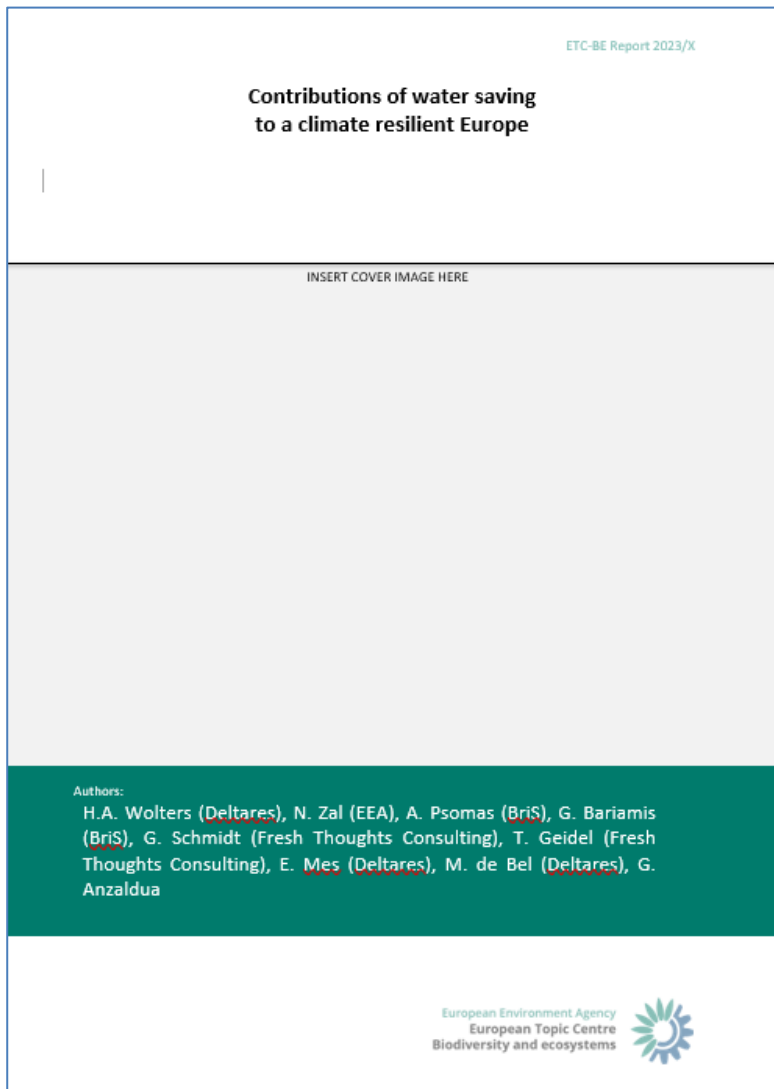 ETC-BE Report 2023/X
Contributions of water saving
to a climate resilient Europe
INSERT COVER IMAGE HERE
Authors:
H.A. Wolters (Deltares), N. Zal (EEA), A. Psomas (BriS), G. Bariamis
(BriS), G. Schmidt (Fresh Thoughts Consulting), T. Geidel (Fresh
Thoughts Consulting), E. Mes (Deltares), M. de Bel (Deltares), G.
Anzaldua
European Environment Agency
European Topic Centre
Biodiversity and ecosystems